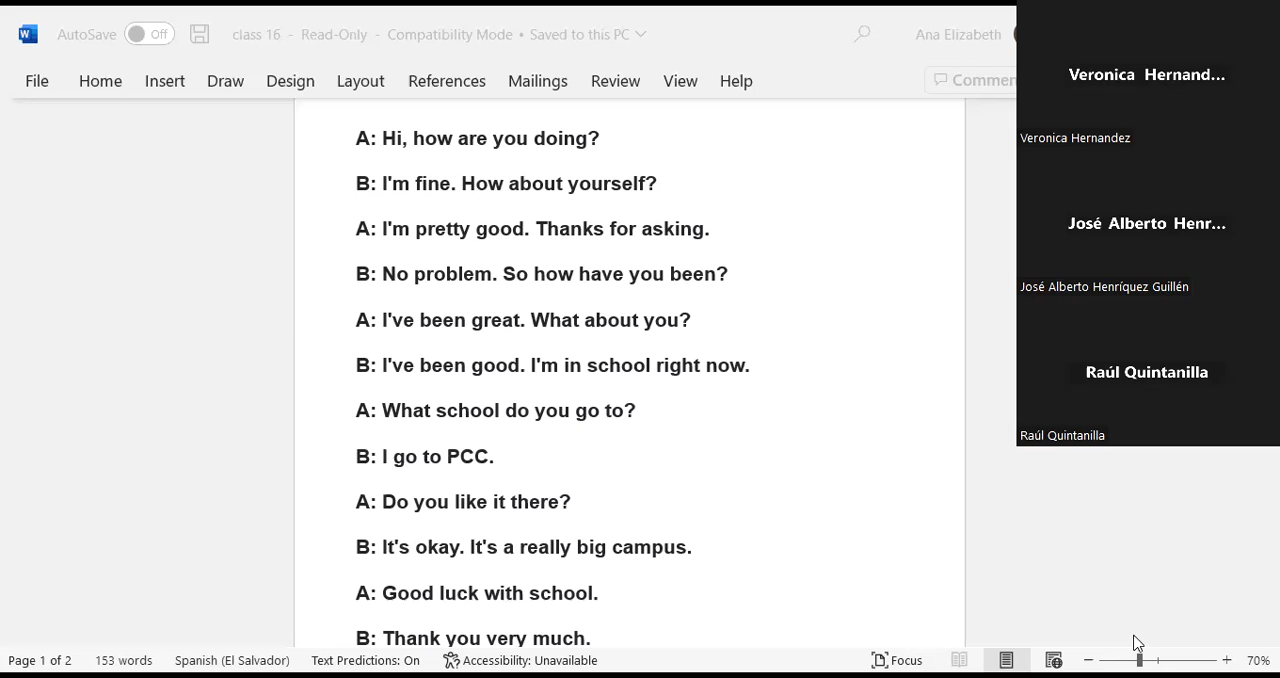 AutoSave Off class 16 - Read-Only - Compatibility Mode • Saved to this PC Ana Elizabeth
File Home Insert Draw Design Layout References Mailings Review View Help
A: Hi, how are you doing?
B: I'm fine. How about yourself?
A: I'm pretty good. Thanks for asking.
B: No problem. So how have you been?
A: I've been great. What about you?
B: I've been good. I'm in school right now.
A: What school do you go to?
B: I go to PCC.
A: Do you like it there?
B: It's okay. It's a really big campus.
A: Good luck with school.
B: Thank you very much.
Veronica Hernand...
Veronica Hernandez
José Alberto Henr...
José Alberto Henríquez Guillén
Raúl Quintanilla
Raúl Quintanilla
Page 1 of 2 153 words Spanish (El Salvador) Text Predictions: On Accessibility: Unavailable Focus 70%